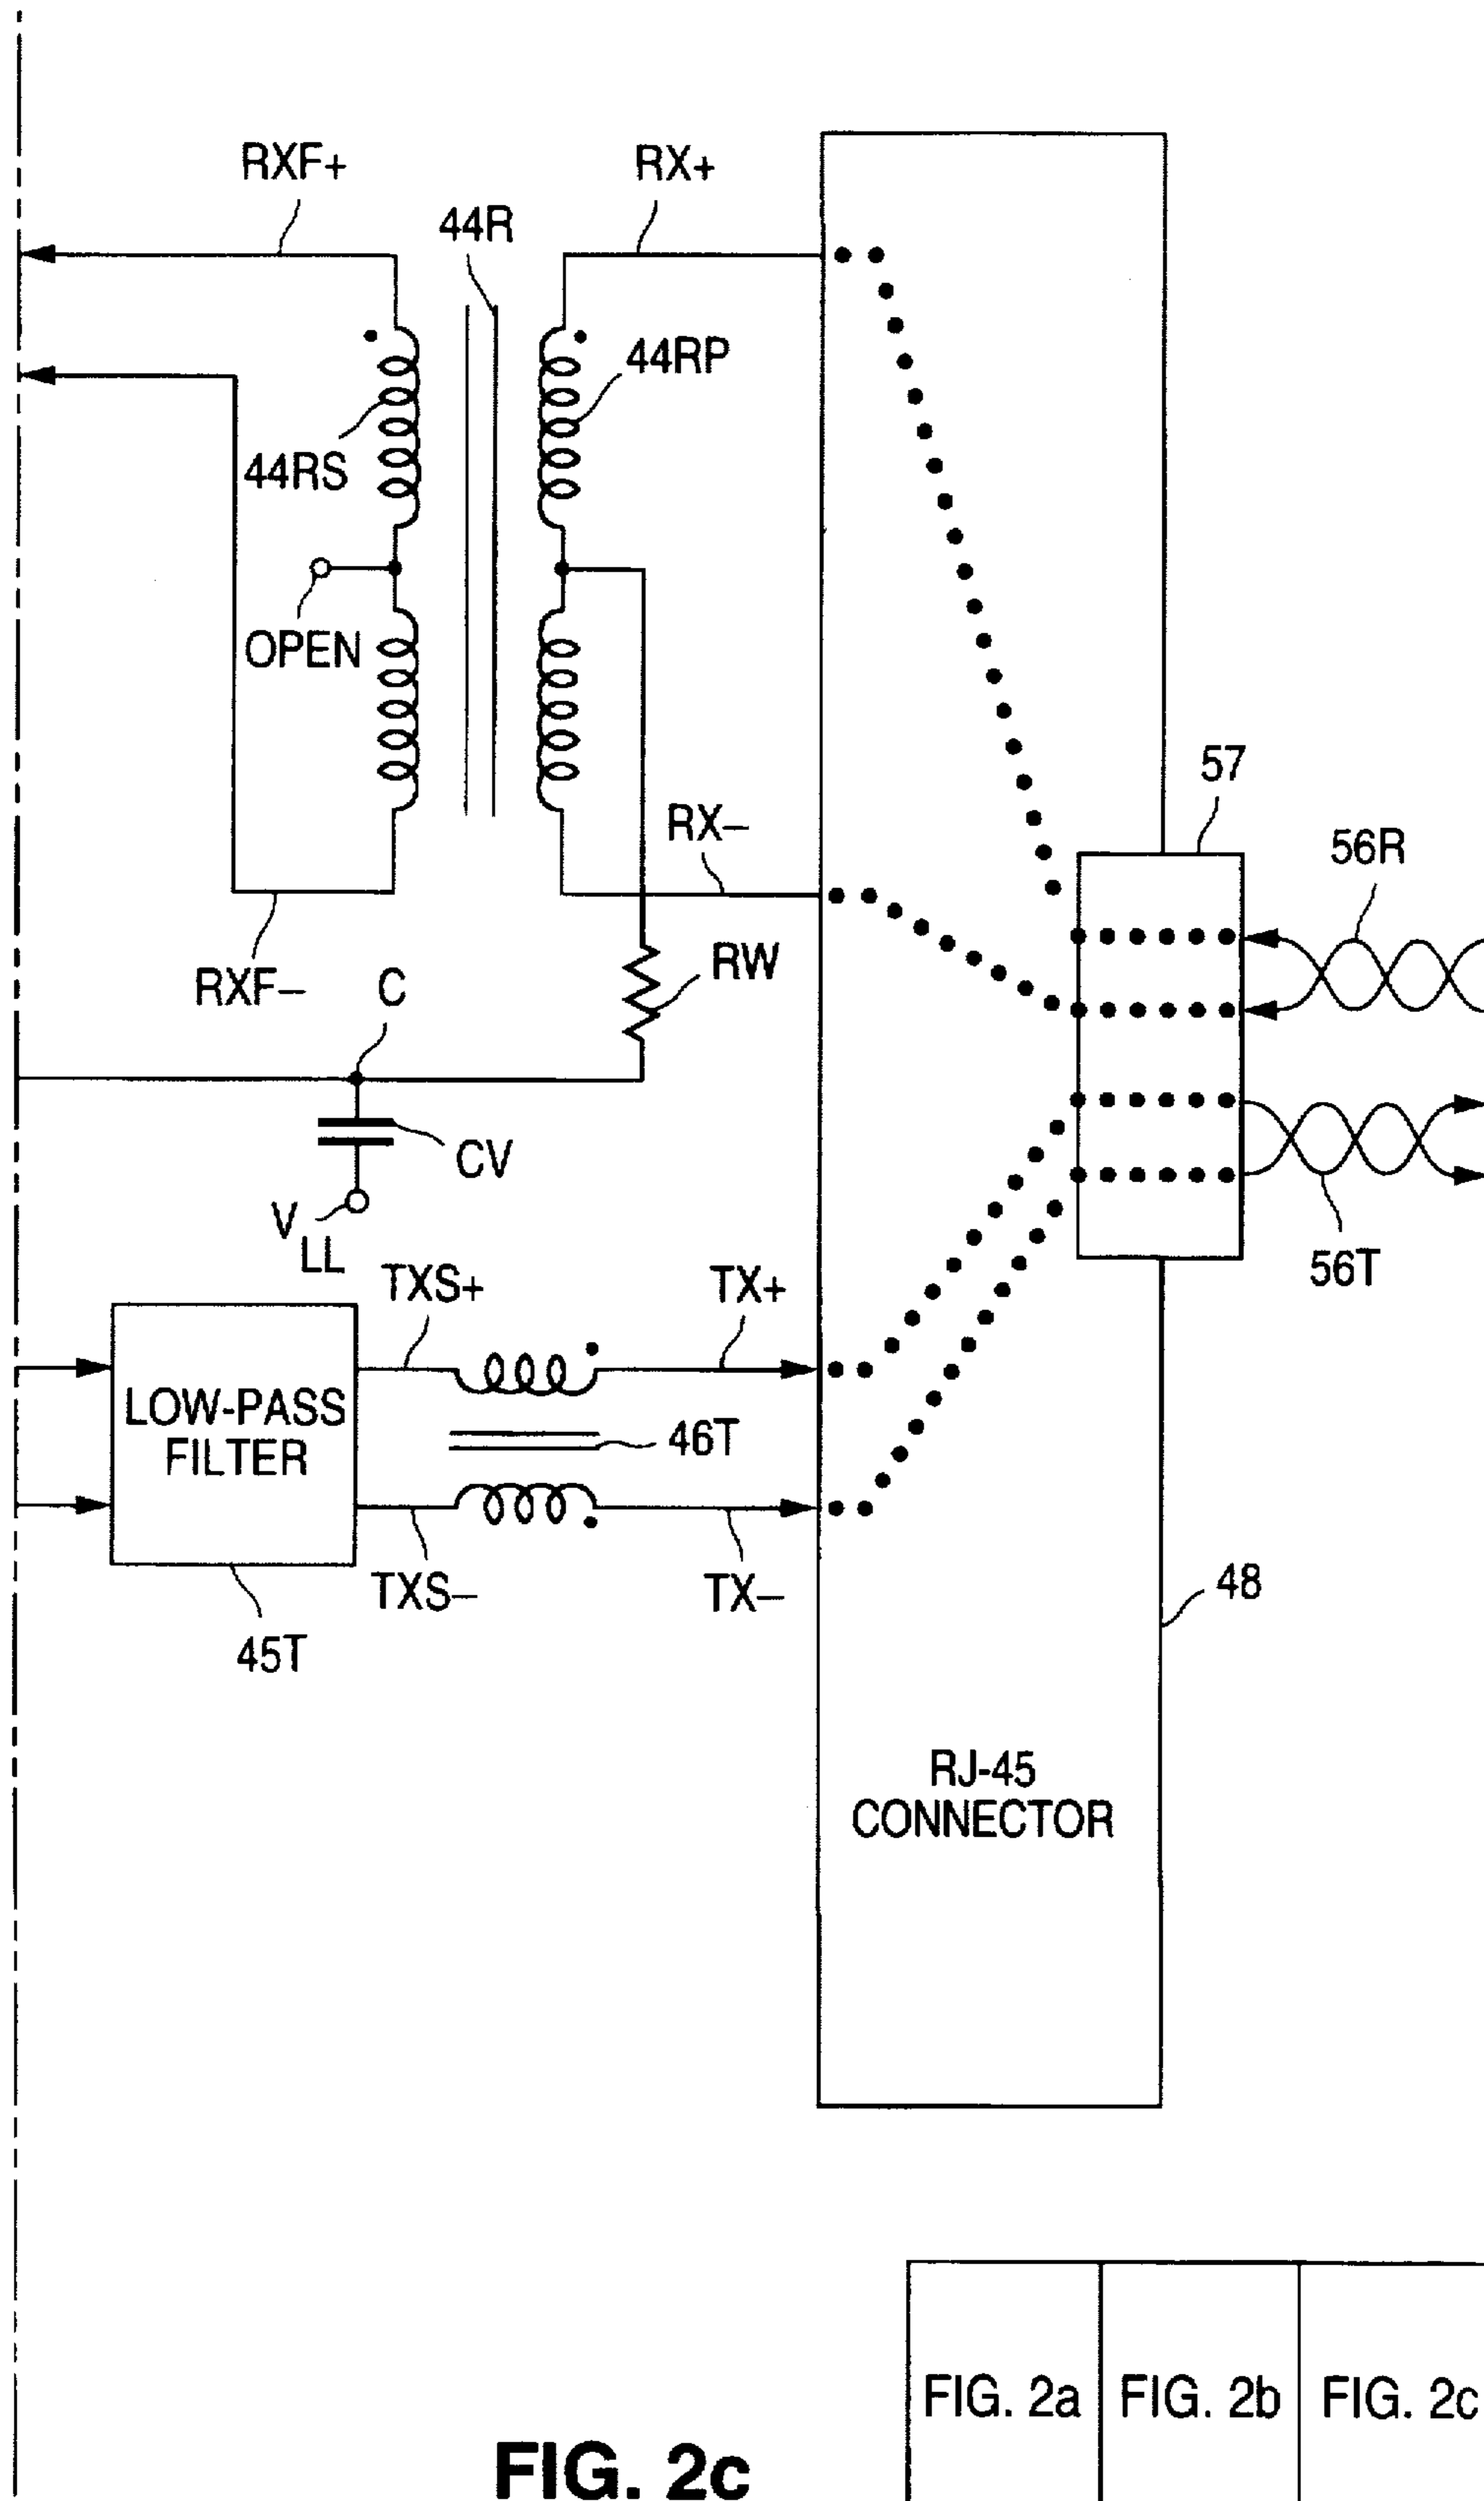 RXF+
RX+
44R
44RP
44RS
OPEN
57
RX–
56R
RXF–
C
RW
CV
VLL
56T
TXS+
TX+
LOW-PASS
FILTER
46T
TXS–
TX–
48
45T
RJ-45
CONNECTOR
FIG. 2a
FIG. 2b
FIG. 2c
FIG. 2c